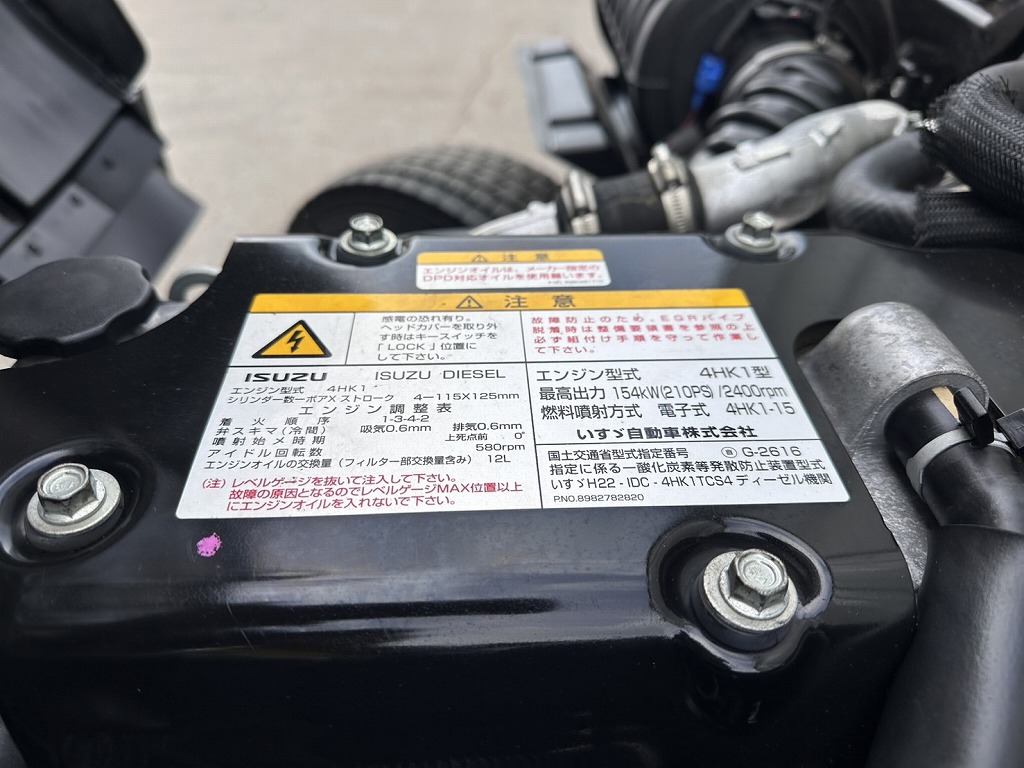 ⚠ 注意
エンジンオイルは、メーカー指定の
DPD対応オイルを使用願います。
⚠ 注意
感電の恐れ有り。
ヘッドカバーを取り外
す時はキースイッチを
「LOCK」位置に
して下さい。
故障防止のため、EGRパイプ
脱着時は整備要領書を参照の上
必ず組付け手順を守って作業し
て下さい。
ISUZU ISUZU DIESEL
エンジン型式 4HK1
シリンダー数ーボアX ストローク 4ー115X125mm
エンジン調整表
着火順序 1-3-4-2
弁スキマ(冷間) 吸気0.6mm 排気0.6mm
噴射始メ時期 上死点前 0°
アイドル回転数 580rpm
エンジンオイルの交換量(フィルター部交換量含み) 12L
(注)レベルゲージを抜いて注入して下さい。
故障の原因となるのでレベルゲージMAX位置以上
にエンジンオイルを入れないで下さい。
エンジン型式 4HK1型
最高出力 154kW(210PS)/2400rpm
燃料噴射方式 電子式 4HK1-15
いすゞ自動車株式会社
国土交通省型式指定番号 G-2616
指定に係る一酸化炭素等発散防止装置型式
いすゞH22-IDC-4HK1TCS4 ディーゼル機関
P.NO.8982782820